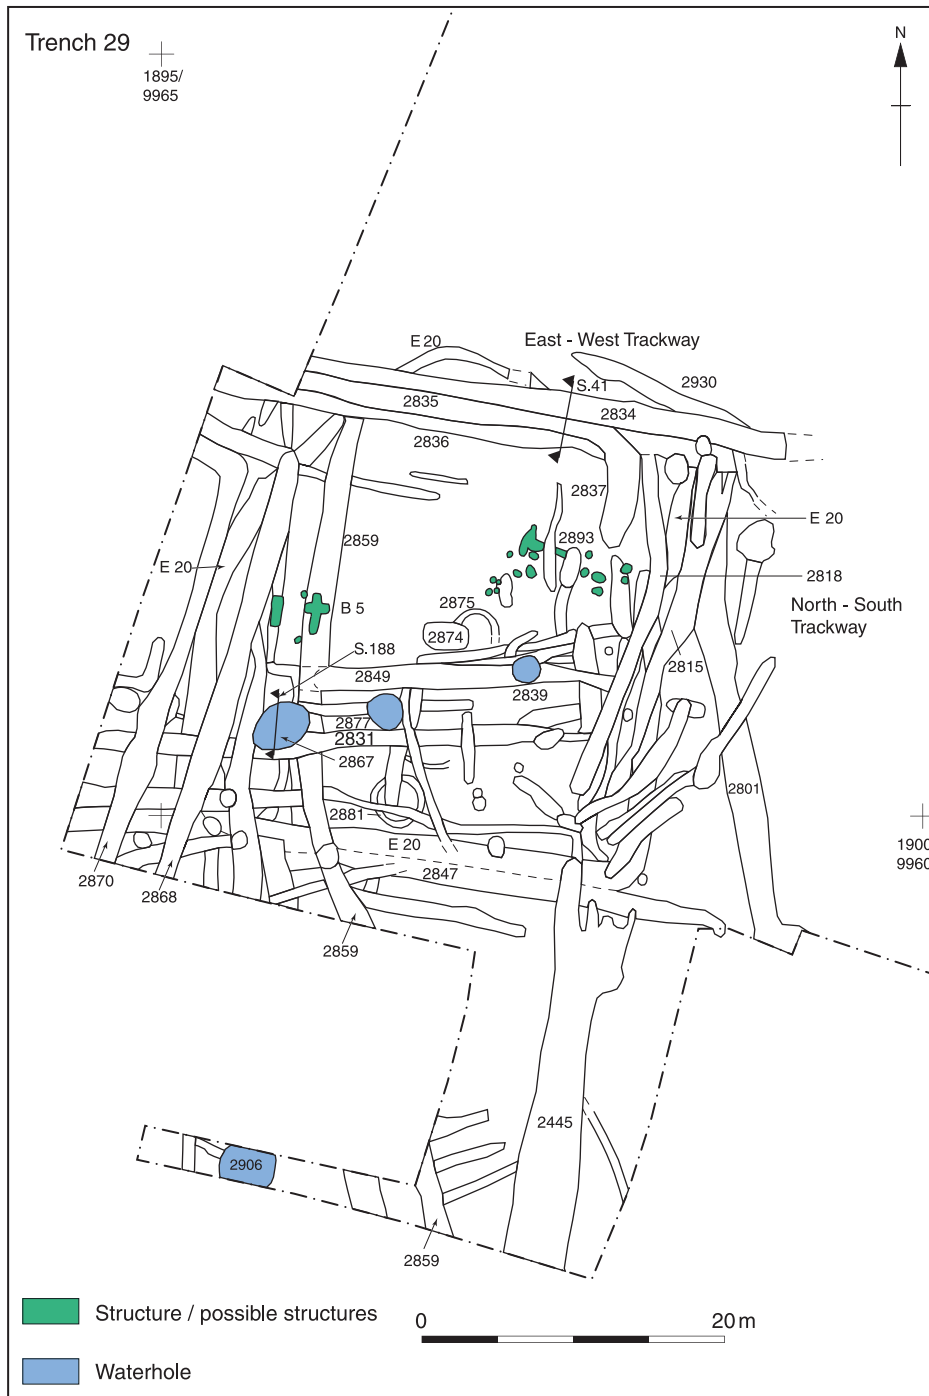 Trench 29
1895/
9965
N
E 20
East - West Trackway
S.41
2930
2835
2834
2836
2837
2859
2893
E 20
E 20
2818
B 5
2875
North - South
Trackway
2874
S.188
2815
2849
2839
2877
2831
2867
2801
2881
1900
9960
E 20
2847
2870
2868
2859
2445
2906
2859
Structure / possible structures
0
20 m
Waterhole